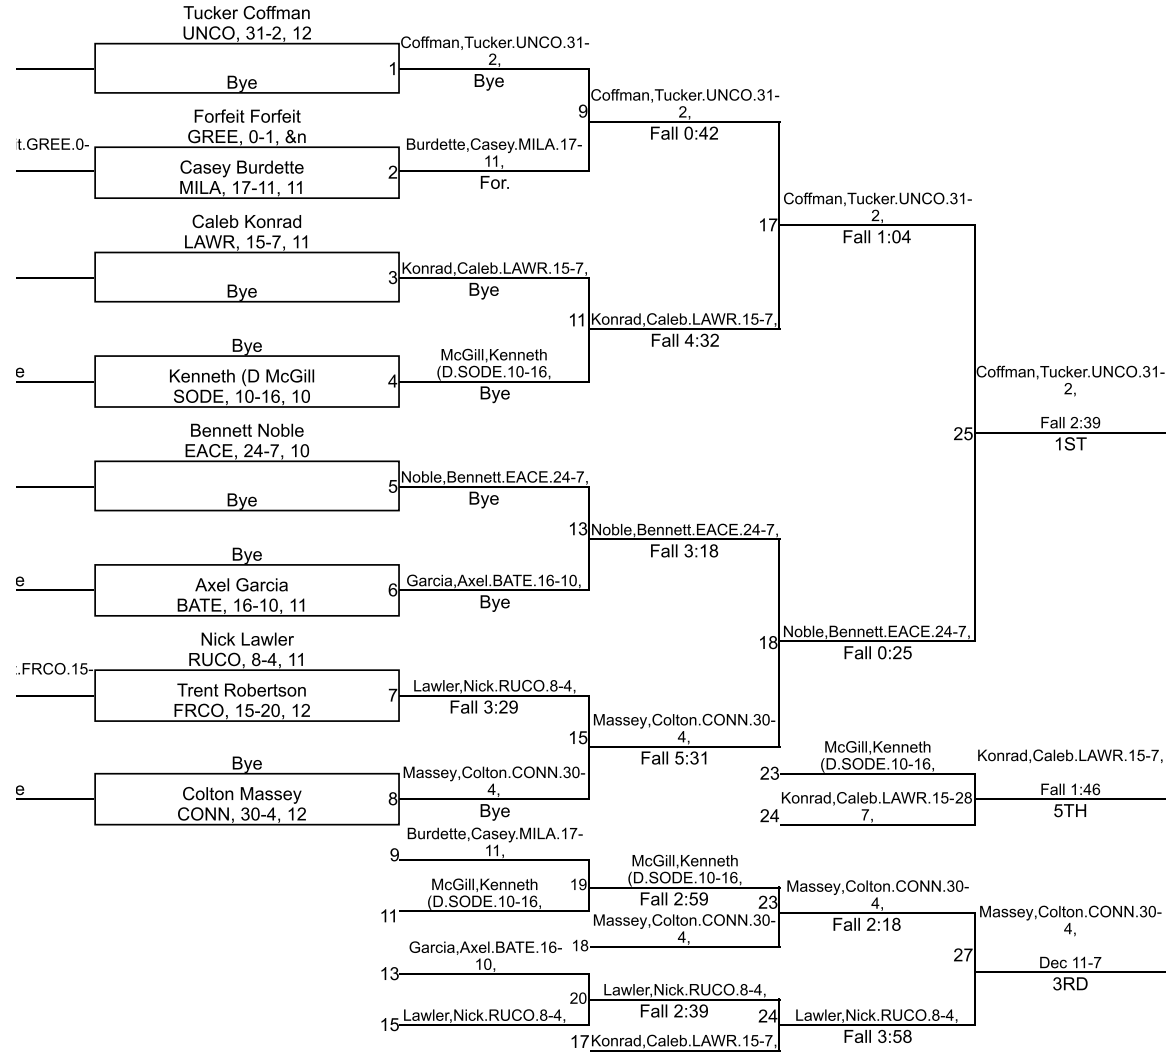 Tucker Coffman
UNCO, 31-2, 12
Bye
1
Coffman,Tucker.UNCO.31-
2,
Bye
Forfeit Forfeit
GREE, 0-1, &n
t.GREE.0-
Casey Burdette
MILA, 17-11, 11
2
Burdette,Casey.MILA.17-
11,
For.
9
Coffman,Tucker.UNCO.31-
2,
Fall 0:42
Caleb Konrad
LAWR, 15-7, 11
Bye
3
Konrad,Caleb.LAWR.15-7,
Bye
Bye
e
Kenneth (D McGill
SODE, 10-16, 10
4
McGill,Kenneth
(D.SODE.10-16,
Bye
11
Konrad,Caleb.LAWR.15-7,
Fall 4:32
17
Coffman,Tucker.UNCO.31-
2,
Fall 1:04
Bennett Noble
EACE, 24-7, 10
Bye
5
Noble,Bennett.EACE.24-7,
Bye
Bye
e
Axel Garcia
BATE, 16-10, 11
6
Garcia,Axel.BATE.16-10,
Bye
13
Noble,Bennett.EACE.24-7,
Fall 3:18
Nick Lawler
RUCO, 8-4, 11
.FRCO.15-
Trent Robertson
FRCO, 15-20, 12
7
Lawler,Nick.RUCO.8-4,
Fall 3:29
Bye
e
Colton Massey
CONN, 30-4, 12
8
Massey,Colton.CONN.30-
4,
Bye
15
Massey,Colton.CONN.30-
4,
Fall 5:31
18
Noble,Bennett.EACE.24-7,
Fall 0:25
25
Coffman,Tucker.UNCO.31-
2,
Fall 2:39
1ST
23
McGill,Kenneth
(D.SODE.10-16,
24
Konrad,Caleb.LAWR.15-28
7,
Konrad,Caleb.LAWR.15-7,
Fall 1:46
5TH
9
Burdette,Casey.MILA.17-
11,
11
McGill,Kenneth
(D.SODE.10-16,
19
McGill,Kenneth
(D.SODE.10-16,
Fall 2:59
18
Massey,Colton.CONN.30-
4,
23
Massey,Colton.CONN.30-
4,
Fall 2:18
13
Garcia,Axel.BATE.16-
10,
15
Lawler,Nick.RUCO.8-4,
20
Lawler,Nick.RUCO.8-4,
Fall 2:39
17
Konrad,Caleb.LAWR.15-7,
24
Lawler,Nick.RUCO.8-4,
Fall 3:58
27
Massey,Colton.CONN.30-
4,
Dec 11-7
3RD